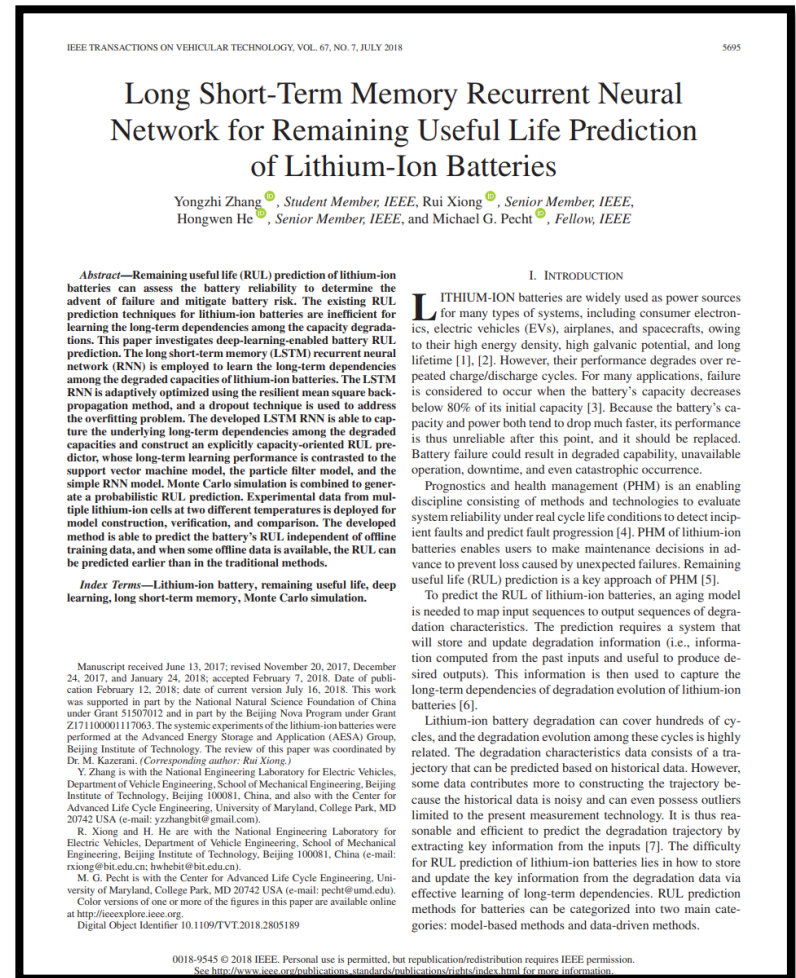 IEEE TRANSACTIONS ON VEHICULAR TECHNOLOGY, VOL. 67, NO. 7, JULY 2018
5695
Long Short-Term Memory Recurrent Neural
Network for Remaining Useful Life Prediction
of Lithium-Ion Batteries
Yongzhi Zhang, Student Member, IEEE, Rui Xiong, Senior Member, IEEE,
Hongwen He, Senior Member, IEEE, and Michael G. Pecht, Fellow, IEEE
Abstract—Remaining useful life (RUL) prediction of lithium-ion
batteries can assess the battery reliability to determine the
advent of failure and mitigate battery risk. The existing RUL
prediction techniques for lithium-ion batteries are inefficient for
learning the long-term dependencies among the capacity degrada-
tions. This paper investigates deep-learning-enabled battery RUL
prediction. The long short-term memory (LSTM) recurrent neural
network (RNN) is employed to learn the long-term dependencies
among the degraded capacities of lithium-ion batteries. The LSTM
RNN is adaptively optimized using the resilient mean square back-
propagation method, and a dropout technique is used to address
the overfitting problem. The developed LSTM RNN is able to cap-
ture the underlying long-term dependencies among the degraded
capacities and construct an explicitly capacity-oriented RUL pre-
dictor, whose long-term learning performance is contrasted to the
support vector machine model, the particle filter model, and the
simple RNN model. Monte Carlo simulation is combined to gener-
ate a probabilistic RUL prediction. Experimental data from mul-
tiple lithium-ion cells at two different temperatures is deployed for
model construction, verification, and comparison. The developed
method is able to predict the battery's RUL independent of offline
training data, and when some offline data is available, the RUL can
be predicted earlier than in the traditional methods.
Index Terms—Lithium-ion battery, remaining useful life, deep
learning, long short-term memory, Monte Carlo simulation.
Manuscript received June 13, 2017; revised November 20, 2017, December
24, 2017, and January 24, 2018; accepted February 7, 2018. Date of publi-
cation February 12, 2018; date of current version July 16, 2018. This work
was supported in part by the National Natural Science Foundation of China
under Grant 51507012 and in part by the Beijing Nova Program under Grant
Z171100001117063. The systemic experiments of the lithium-ion batteries were
performed at the Advanced Energy Storage and Application (AESA) Group,
Beijing Institute of Technology. The review of this paper was coordinated by
Dr. M. Kazerani. (Corresponding author: Rui Xiong.)
Y. Zhang is with the National Engineering Laboratory for Electric Vehicles,
Department of Vehicle Engineering, School of Mechanical Engineering, Beijing
Institute of Technology, Beijing 100081, China, and also with the Center for
Advanced Life Cycle Engineering, University of Maryland, College Park, MD
20742 USA (e-mail: yzzhangbit@gmail.com).
R. Xiong and H. He are with the National Engineering Laboratory for
Electric Vehicles, Department of Vehicle Engineering, School of Mechanical
Engineering, Beijing Institute of Technology, Beijing 100081, China (e-mail:
rxiong@bit.edu.cn; hwhebit@bit.edu.cn).
M. G. Pecht is with the Center for Advanced Life Cycle Engineering, Uni-
versity of Maryland, College Park, MD 20742 USA (e-mail: pecht@umd.edu).
Color versions of one or more of the figures in this paper are available online
at http://ieeexplore.ieee.org.
Digital Object Identifier 10.1109/TVT.2018.2805189
I. INTRODUCTION
LITHIUM-ION batteries are widely used as power sources
for many types of systems, including consumer electron-
ics, electric vehicles (EVs), airplanes, and spacecrafts, owing
to their high energy density, high galvanic potential, and long
lifetime [1], [2]. However, their performance degrades over re-
peated charge/discharge cycles. For many applications, failure
is considered to occur when the battery's capacity decreases
below 80% of its initial capacity [3]. Because the battery's ca-
pacity and power both tend to drop much faster, its performance
is thus unreliable after this point, and it should be replaced.
Battery failure could result in degraded capability, unavailable
operation, downtime, and even catastrophic occurrence.
Prognostics and health management (PHM) is an enabling
discipline consisting of methods and technologies to evaluate
system reliability under real cycle life conditions to detect incip-
ient faults and predict fault progression [4]. PHM of lithium-ion
batteries enables users to make maintenance decisions in ad-
vance to prevent loss caused by unexpected failures. Remaining
useful life (RUL) prediction is a key approach of PHM [5].
To predict the RUL of lithium-ion batteries, an aging model
is needed to map input sequences to output sequences of degra-
dation characteristics. The prediction requires a system that
will store and update degradation information (i.e., informa-
tion computed from the past inputs and useful to produce de-
sired outputs). This information is then used to capture the
long-term dependencies of degradation evolution of lithium-ion
batteries [6].
Lithium-ion battery degradation can cover hundreds of cy-
cles, and the degradation evolution among these cycles is highly
related. The degradation characteristics data consists of a tra-
jectory that can be predicted based on historical data. However,
some data contributes more to constructing the trajectory be-
cause the historical data is noisy and can even possess outliers
limited to the present measurement technology. It is thus rea-
sonable and efficient to predict the degradation trajectory by
extracting key information from the inputs [7]. The difficulty
for RUL prediction of lithium-ion batteries lies in how to store
and update the key information from the degradation data via
effective learning of long-term dependencies. RUL prediction
methods for batteries can be categorized into two main cate-
gories: model-based methods and data-driven methods.
0018-9545 © 2018 IEEE. Personal use is permitted, but republication/redistribution requires IEEE permission.
See http://www.ieee.org/publications_standards/publications/rights/index.html for more information.